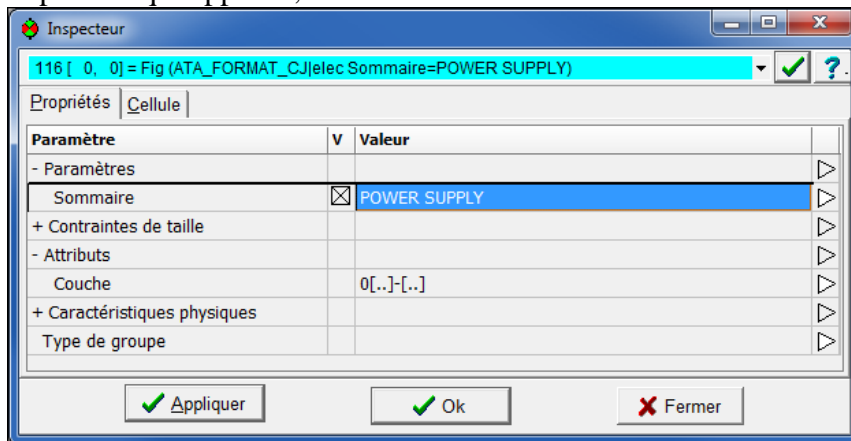 Inspecteur
116 [ 0, 0] = Fig (ATA_FORMAT_CJ|elec Sommaire=POWER SUPPLY)
?.
Propriétés Cellule
Paramètre V Valeur
- Paramètres
Sommaire POWER SUPPLY
+ Contraintes de taille
- Attributs
Couche 0[..]-[..]
+ Caractéristiques physiques
Type de groupe
Appliquer Ok Fermer